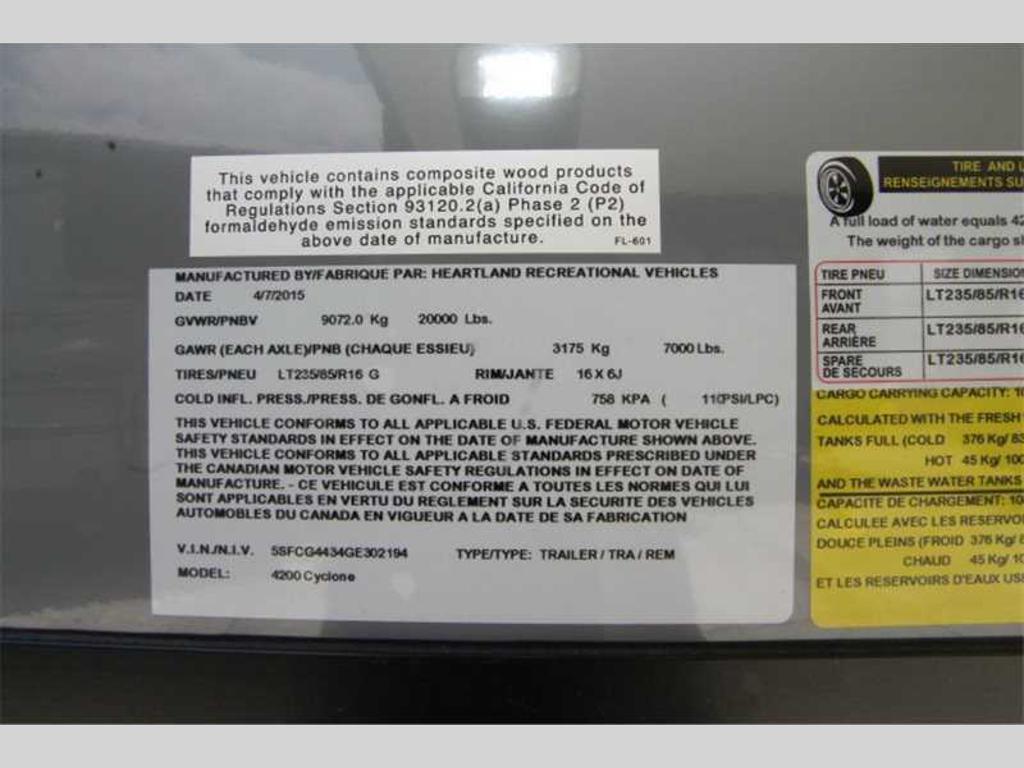 This vehicle contains composite wood products
that comply with the applicable California Code of
Regulations Section 93120.2(a) Phase 2 (P2)
formaldehyde emission standards specified on the
above date of manufacture. FL-601
MANUFACTURED BY/FABRIQUE PAR: HEARTLAND RECREATIONAL VEHICLES
DATE 4/7/2015
GVWR/PNBV 9072.0 Kg 20000 Lbs.
GAWR (EACH AXLE)/PNB (CHAQUE ESSIEU) 3175 Kg 7000 Lbs.
TIRES/PNEU LT235/85/R16 G RIM/JANTE 16 X 6J
COLD INFL. PRESS./PRESS. DE GONFL. A FROID 758 KPA ( 110PSI/LPC)
THIS VEHICLE CONFORMS TO ALL APPLICABLE U.S. FEDERAL MOTOR VEHICLE
SAFETY STANDARDS IN EFFECT ON THE DATE OF MANUFACTURE SHOWN ABOVE.
THIS VEHICLE CONFORMS TO ALL APPLICABLE STANDARDS PRESCRIBED UNDER
THE CANADIAN MOTOR VEHICLE SAFETY REGULATIONS IN EFFECT ON DATE OF
MANUFACTURE. - CE VEHICULE EST CONFORME A TOUTES LES NORMES QUI LUI
SONT APPLICABLES EN VERTU DU REGLEMENT SUR LA SECURITE DES VEHICLES
AUTOMOBILES DU CANADA EN VIGUEUR A LA DATE DE SA FABRICATION
V.I.N./N.I.V. 5SFCG4434GE302194 TYPE/TYPE: TRAILER / TRA / REM
MODEL: 4200 Cyclone
TIRE AND
RENSEIGNEMENTS SU
A full load of water equals 42
The weight of the cargo s
TIRE PNEU SIZE DIMENSION
FRONT
AVANT LT235/85/R16
REAR
ARRIÈRE LT235/85/R16
SPARE
DE SECOURS LT235/85/R16
CARGO CARRYING CAPACITY: 10
CALCULATED WITH THE FRESH
TANKS FULL (COLD 376 Kg/ 83
HOT 45 Kg/ 100
AND THE WASTE WATER TANKS
CAPACITE DE CHARGEMENT: 10
CALCULEE AVEC LES RESERVO
DOUCE PLEINS (FROID 376 Kg/
CHAUD 45 Kg/ 10
ET LES RESERVOIRS D'EAUX US